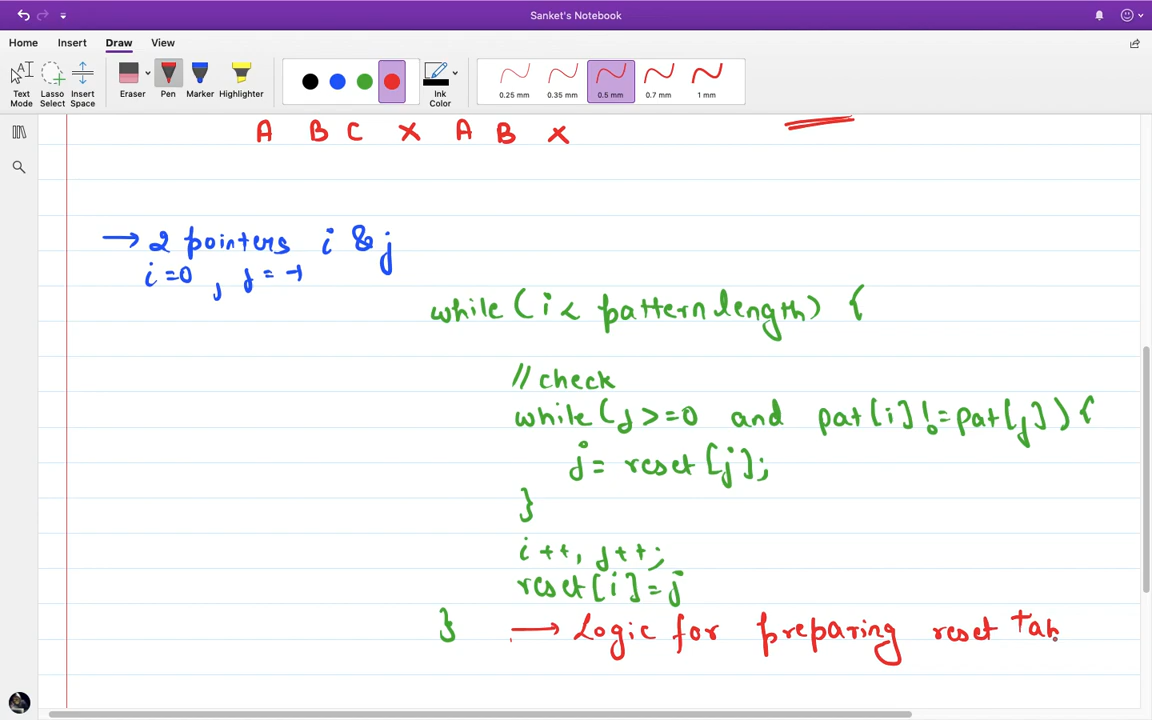 Sanket's Notebook
Home Insert Draw View
Text Mode Lasso Select Insert Space Eraser Pen Marker Highlighter Ink Color 0.25 mm 0.35 mm 0.5 mm 0.7 mm 1 mm
A B C X A B X
→ 2 pointers i & j
i=0 , j = -1
while ( i < pattern length) {
// check
while ( j >=0 and pat[i] != pat[j] ) {
j = reset [j];
}
i ++, j ++;
reset [i] = j
} → Logic for preparing reset tab